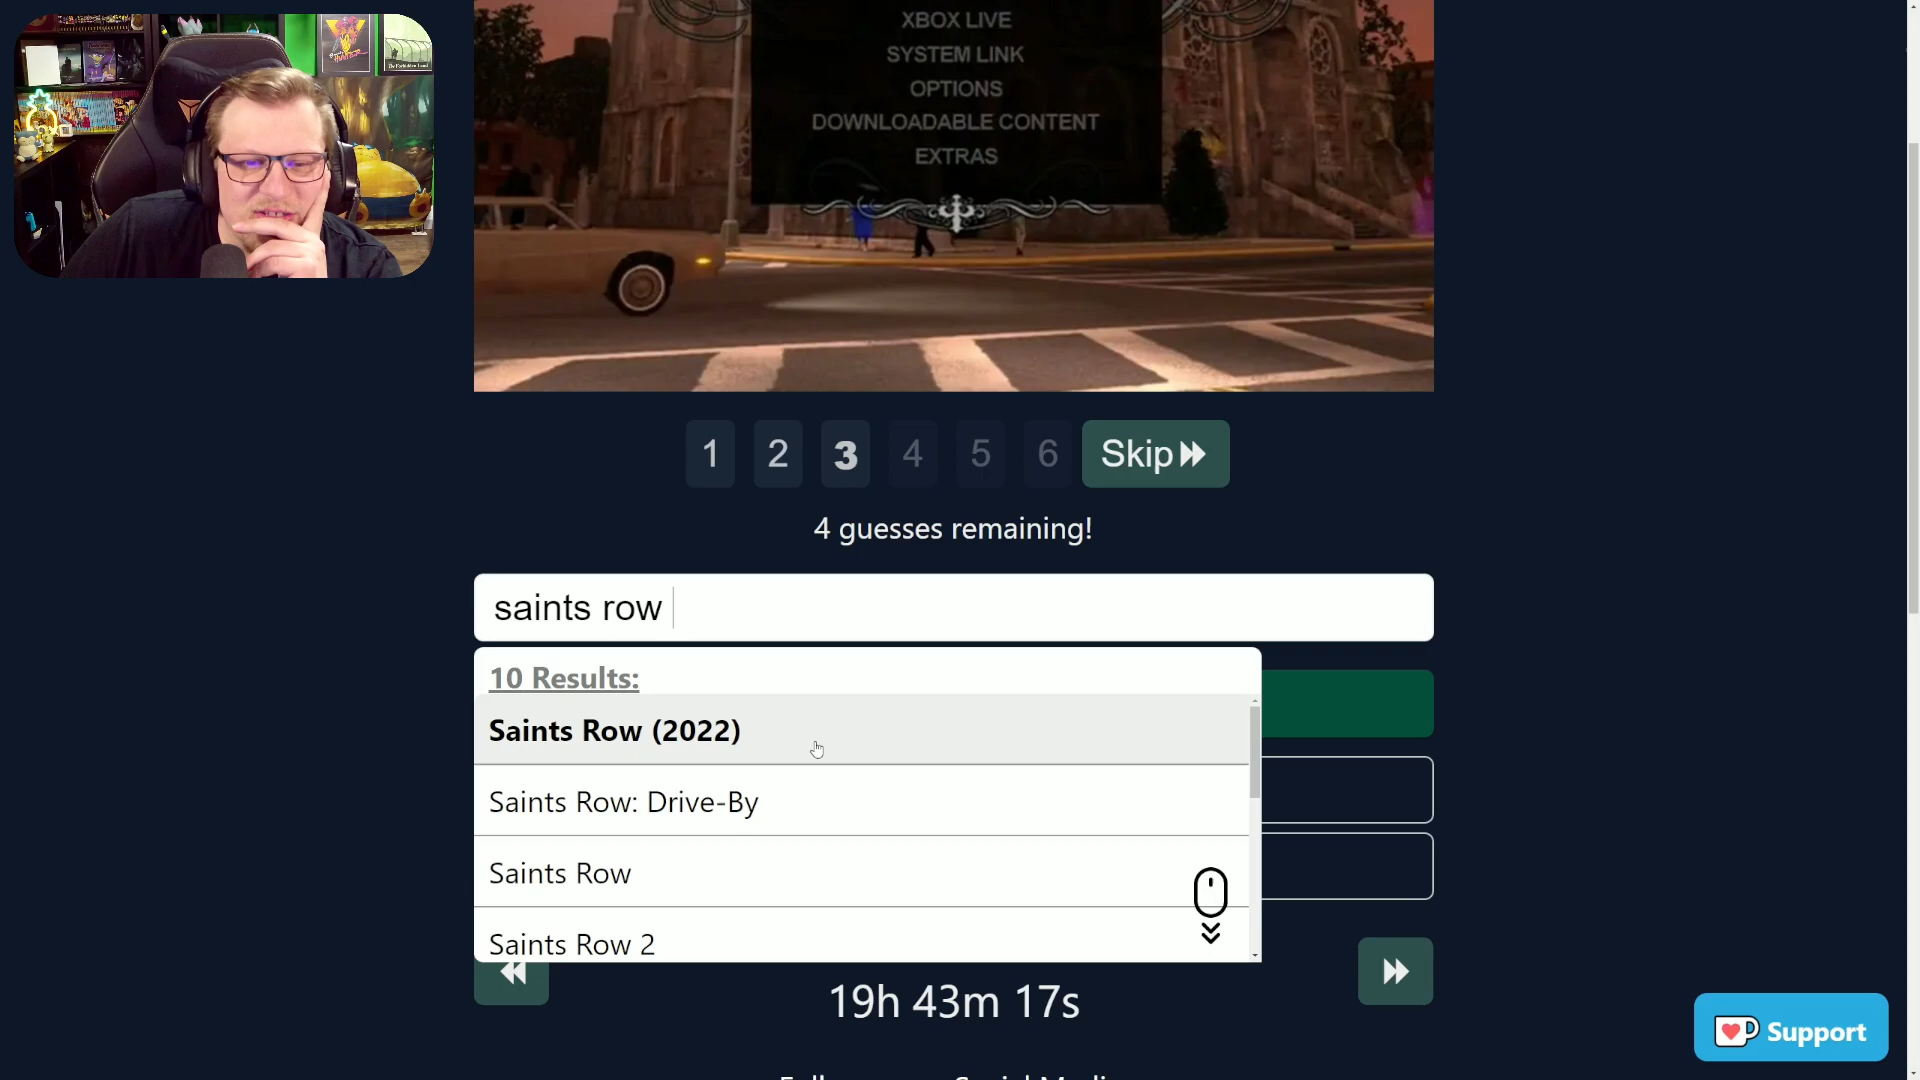 XBOX LIVE
SYSTEM LINK
OPTIONS
DOWNLOADABLE CONTENT
EXTRAS
1 2 3 4 5 6 Skip
4 guesses remaining!
saints row
10 Results:
Saints Row (2022)
Saints Row: Drive-By
Saints Row
Saints Row 2
19h 43m 17s
Support